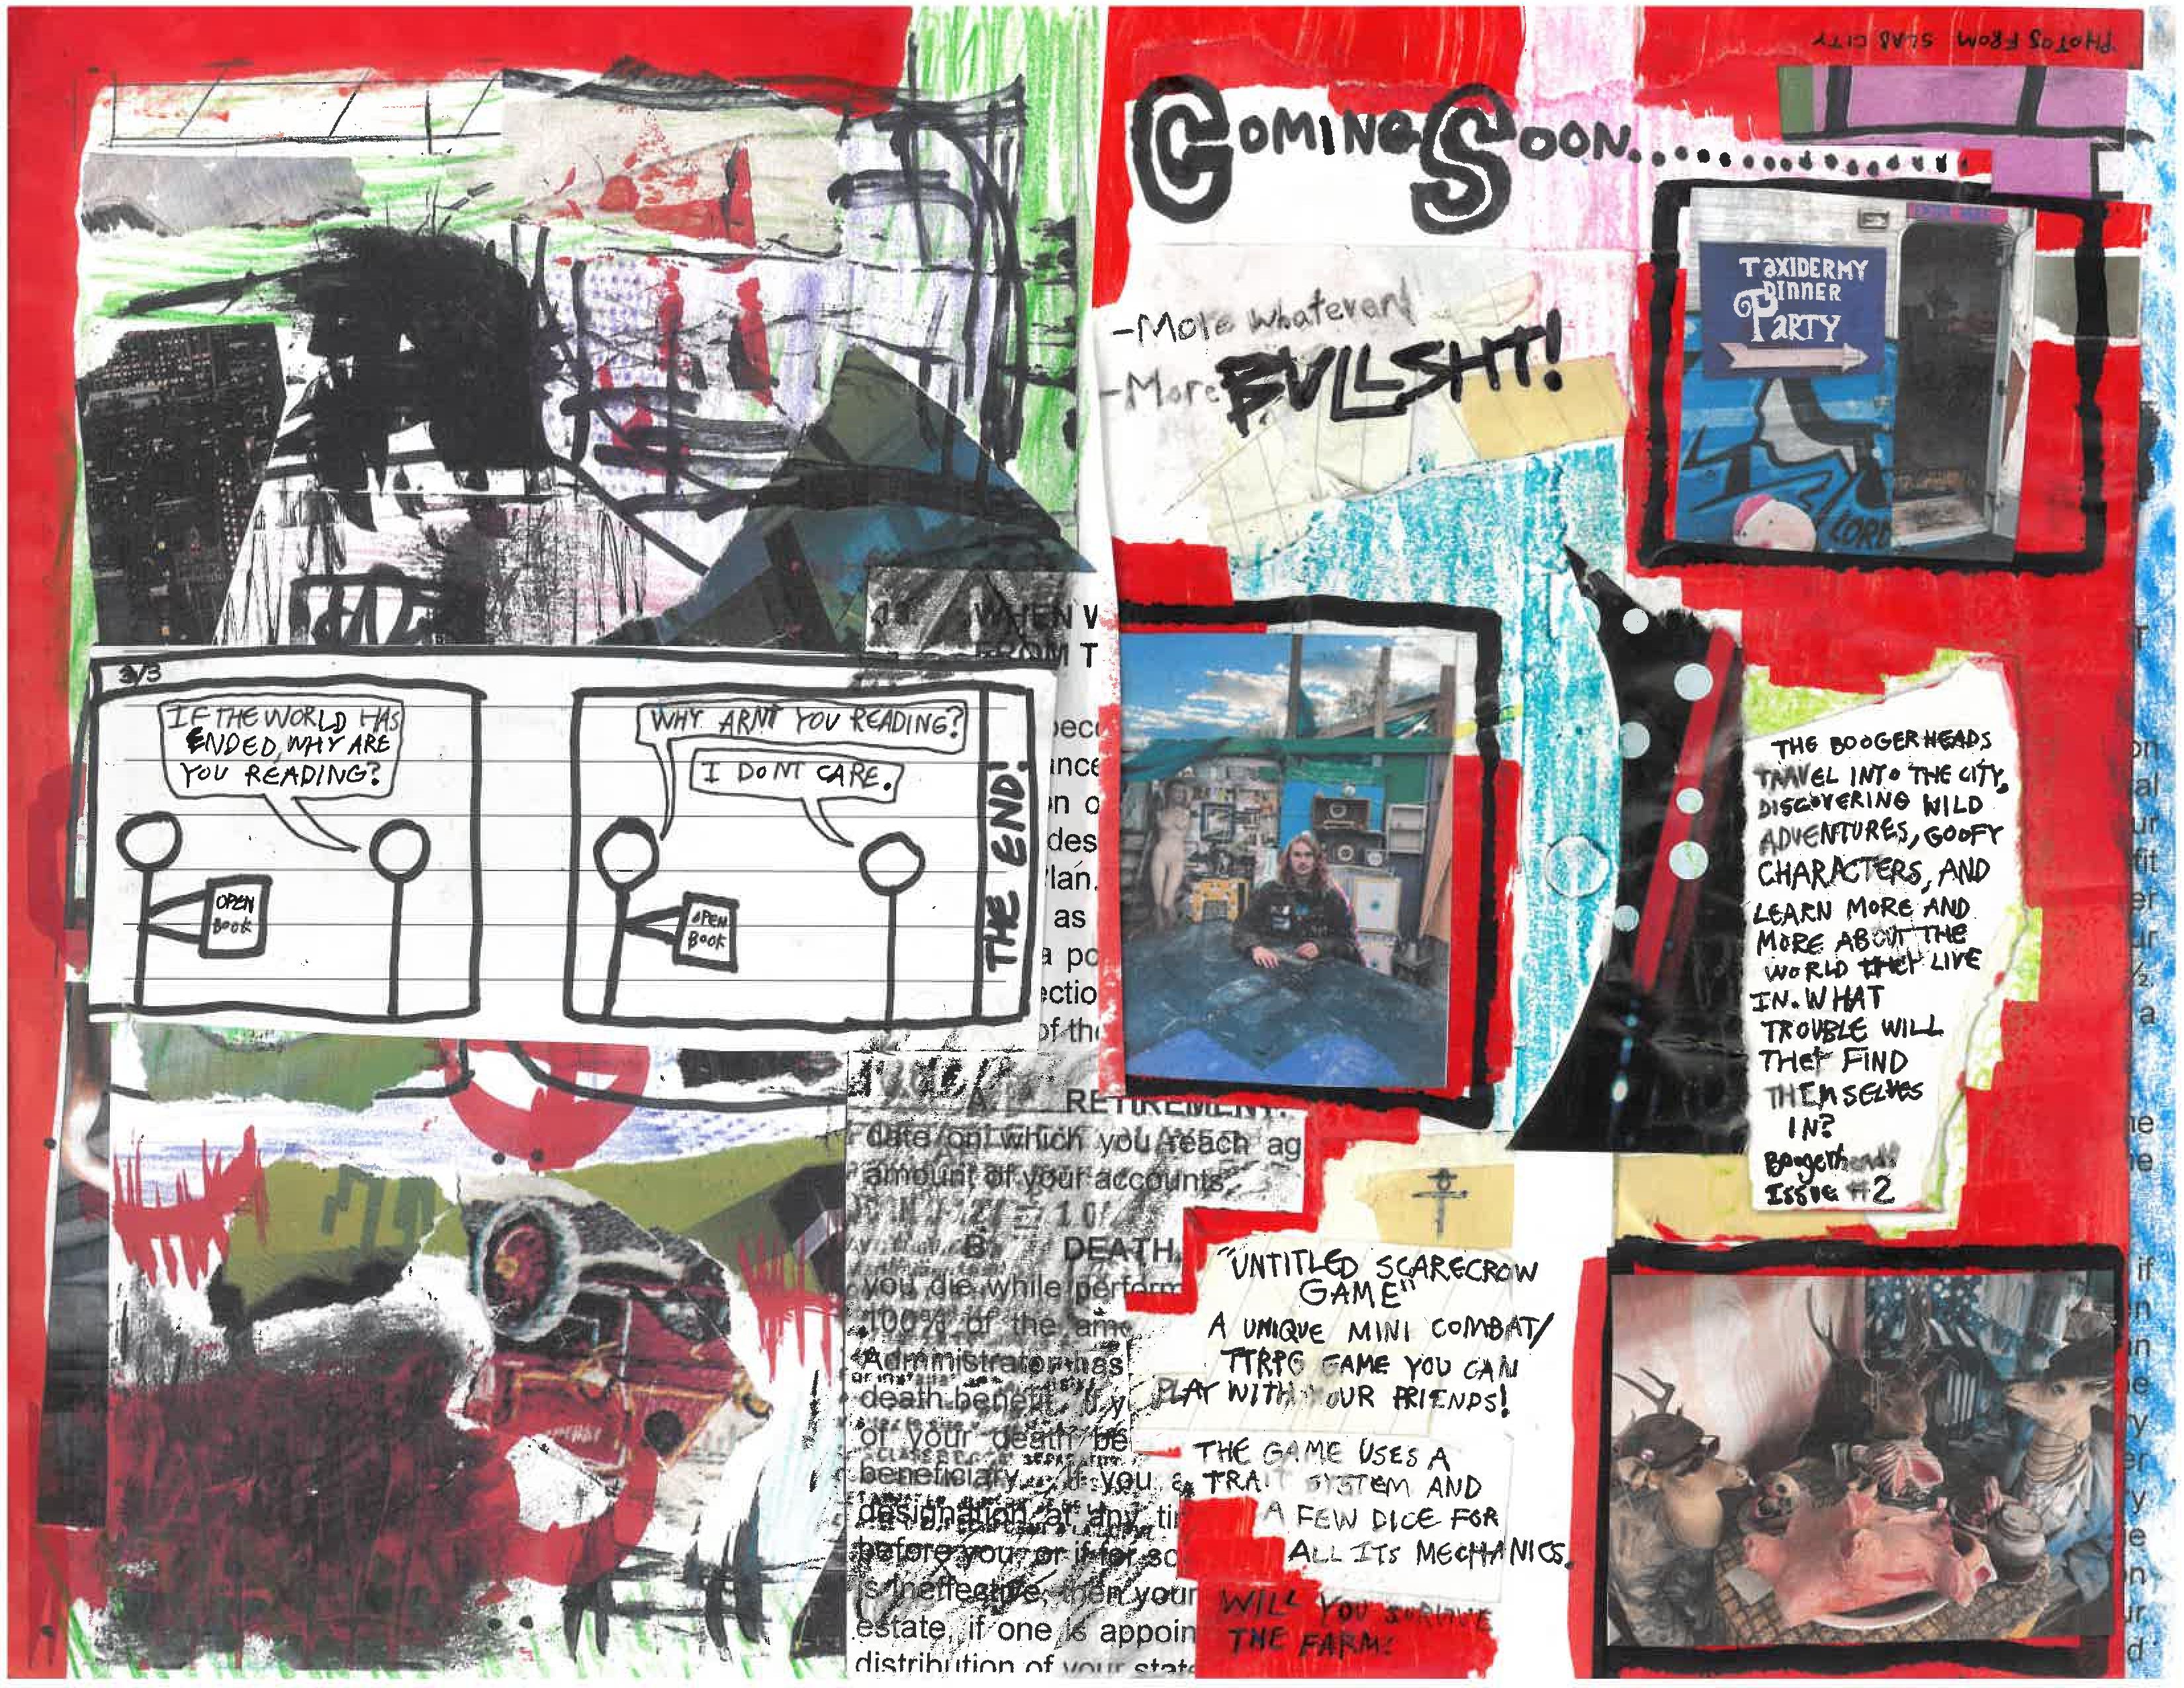 3/3
IF THE WORLD HAS
ENDED, WHY ARE
YOU READING?
OPEN
BOOK
WHY ARNT YOU READING?
I DONT CARE.
OPEN
BOOK
THE END!
WHEN
FROM T
des
lan.
as
a po
ectio
of the
A. RETIREMENT.
date on which you reach ag
amount of your accounts
B. DEATH.
you die while perform
100% of the amo
Administrator has
death benefit. If y
of your death be
beneficiary. If you a
designation at any ti
before you, or if for so
is ineffective, then your
estate, if one is appoin
distribution of your stat
PHOTOS FROM SLAB CITY
COMING SOON..................
-More whatever!
-More BULLSHT!
TaXIDERMY
DINNER
PaRTY
LORD
THE BOOGERHEADS
TRAVEL INTO THE CITY,
DISCOVERING WILD
ADVENTURES, GOOFY
CHARACTERS, AND
LEARN MORE AND
MORE ABOUT THE
WORLD THEY LIVE
IN. WHAT
TROUBLE WILL
THEY FIND
THEMSELVES
IN?
Boogerheads
ISSUE #2
"UNTITLED SCARECROW
GAME"
A UNIQUE MINI COMBAT/
TTRPG GAME YOU CAN
PLAY WITH YOUR FRIENDS!
THE GAME USES A
TRAIT SYSTEM AND
A FEW DICE FOR
ALL ITS MECHANICS.
WILL YOU SURVIVE
THE FARM?